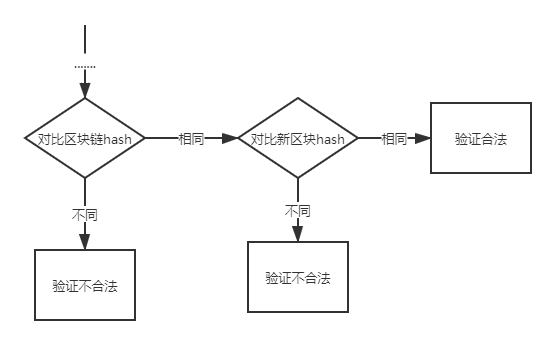 .......
对比区块链hash
相同
对比新区块hash
相同
验证合法
不同
不同
验证不合法
验证不合法